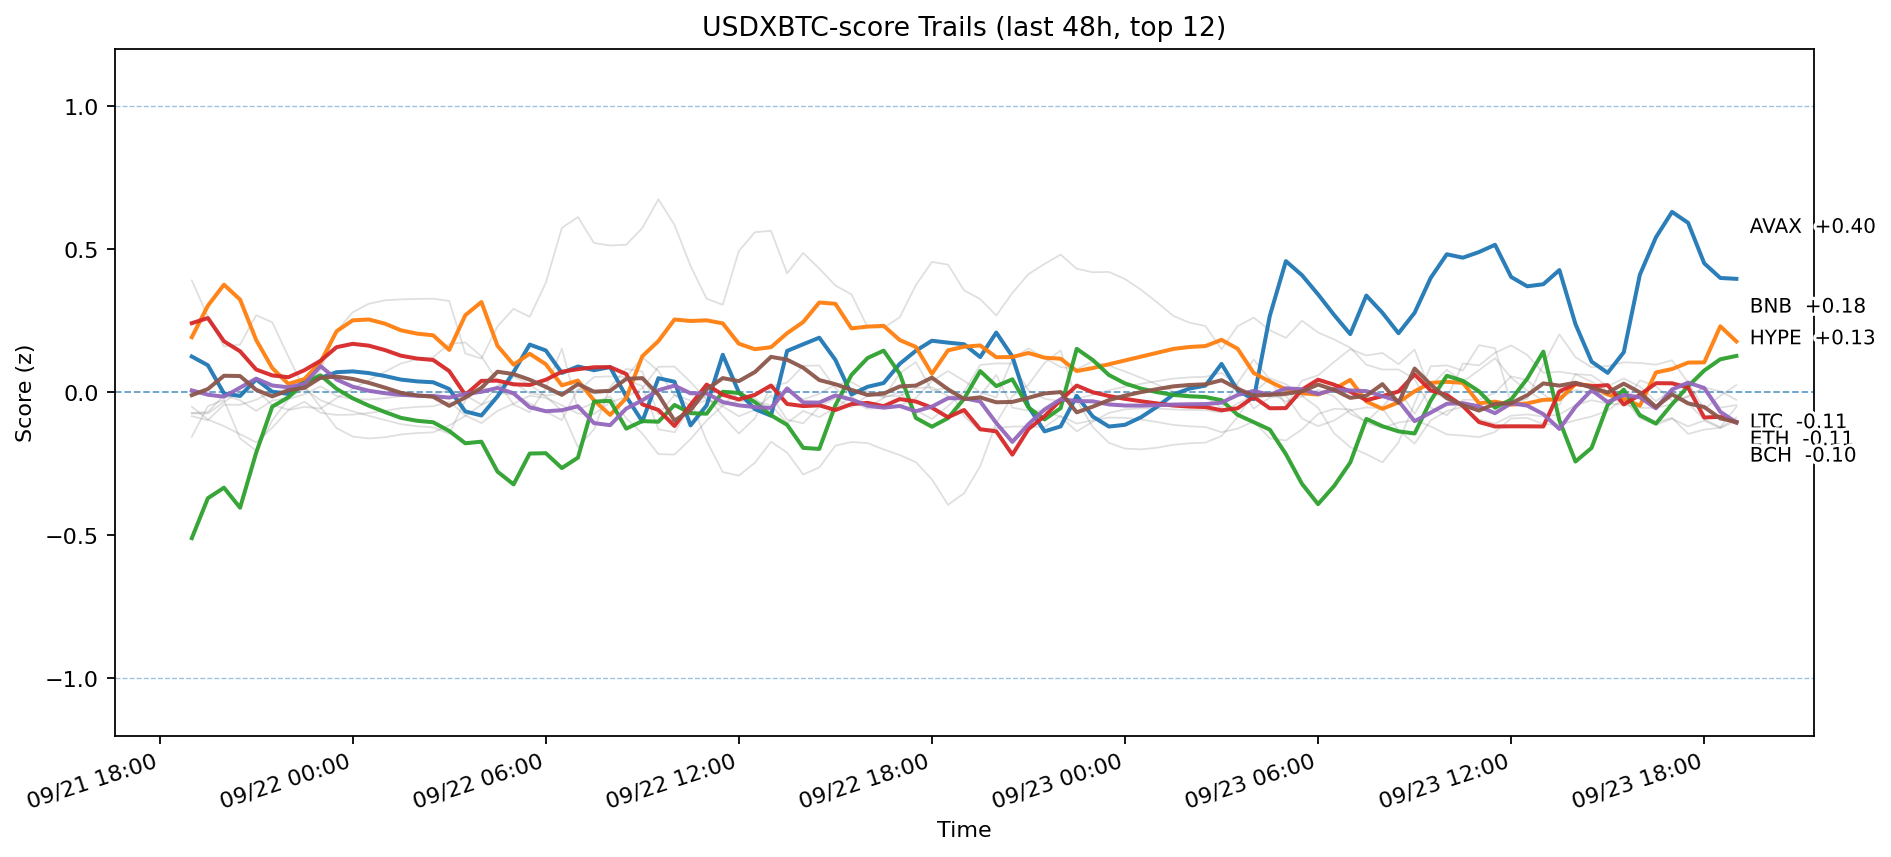 USDXBTC-score Trails (last 48h, top 12)
1.0
0.5
0.0
−0.5
−1.0
Score (z)
AVAX +0.40
BNB +0.18
HYPE +0.13
LTC -0.11
ETH -0.11
BCH -0.10
09/21 18:00
09/22 00:00
09/22 06:00
09/22 12:00
09/22 18:00
09/23 00:00
09/23 06:00
09/23 12:00
09/23 18:00
Time